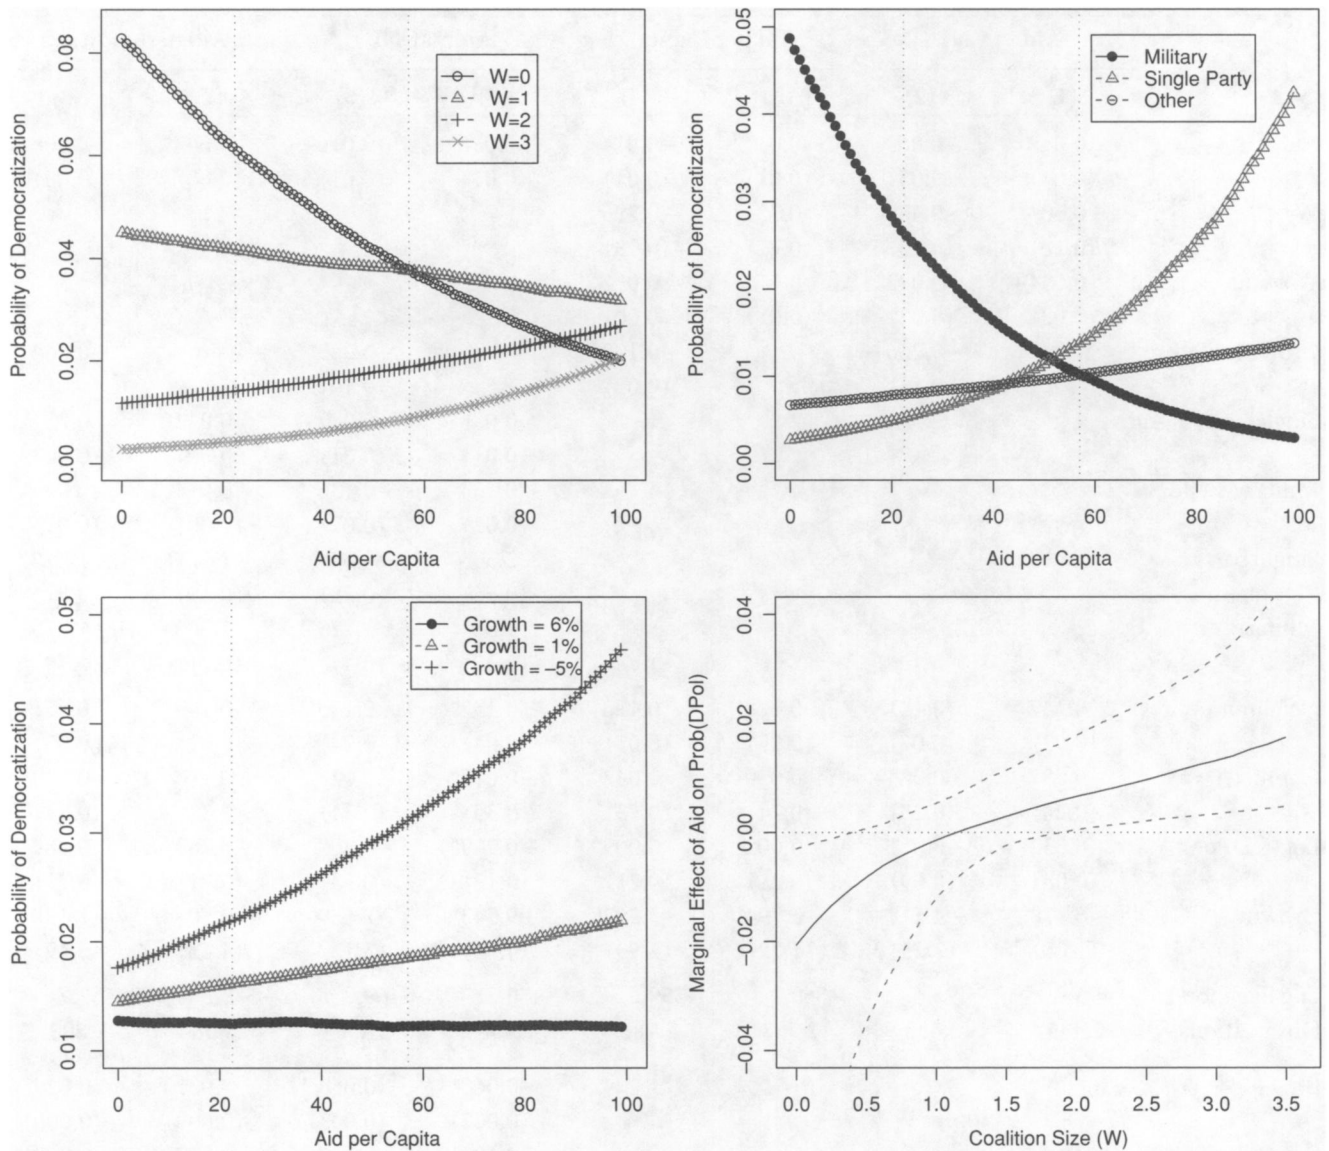 Probability of Democratization
0.00
0.02
0.04
0.06
0.08
W=0
W=1
W=2
W=3
0
20
40
60
80
100
Aid per Capita
Probability of Democratization
0.00
0.01
0.02
0.03
0.04
0.05
Military
Single Party
Other
0
20
40
60
80
100
Aid per Capita
Probability of Democratization
0.01
0.02
0.03
0.04
0.05
Growth = 6%
Growth = 1%
Growth = −5%
0
20
40
60
80
100
Aid per Capita
Marginal Effect of Aid on Prob(DPol)
−0.04
−0.02
0.00
0.02
0.04
0.0
0.5
1.0
1.5
2.0
2.5
3.0
3.5
Coalition Size (W)